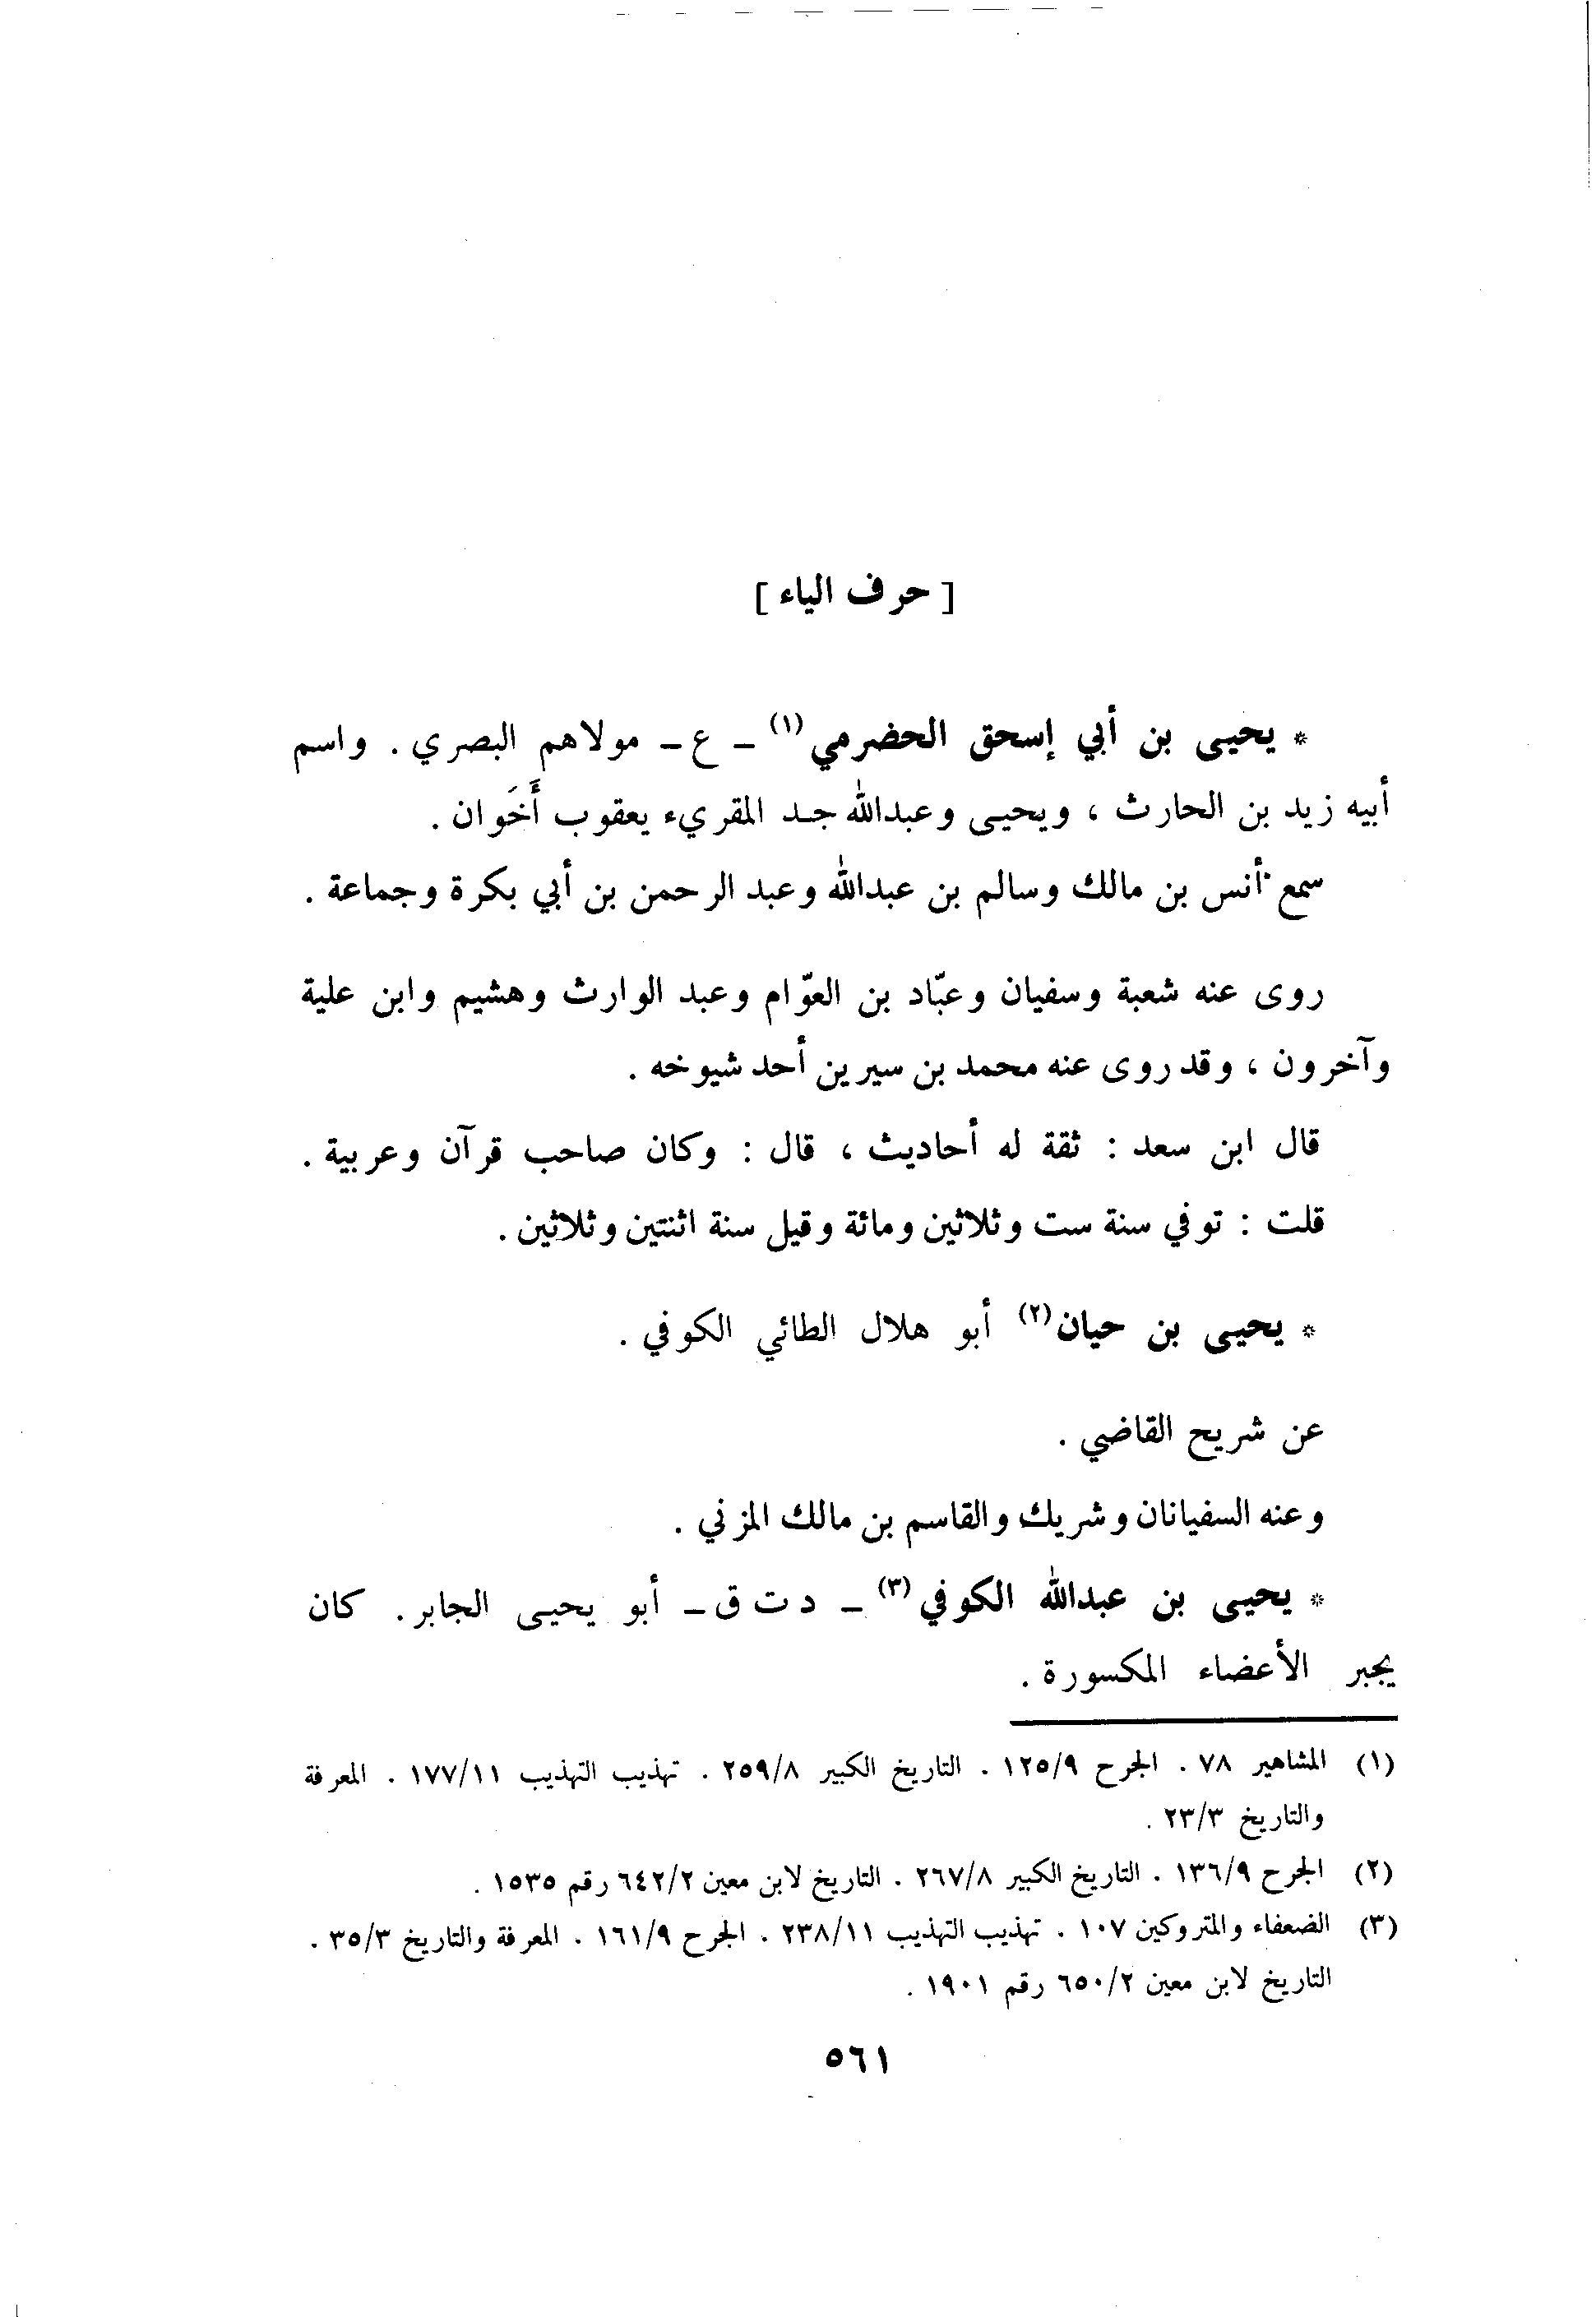 [ حرف الياء ]
* يحيى بن أبي إسحق الحضرمي (١) ـ ع ـ مولاهم البصري . واسم
أبيه زيد بن الحارث ، ويحيى وعبدالله جد المقريء يعقوب أَخَوان .
سمع أنس بن مالك وسالم بن عبدالله وعبد الرحمن بن أبي بكرة وجماعة .
روى عنه شعبة وسفيان وعبّاد بن العوّام وعبد الوارث وهشيم وابن علية
وآخرون ، وقد روى عنه محمد بن سيرين أحد شيوخه .
قال ابن سعد : ثقة له أحاديث ، قال : وكان صاحب قرآن وعربية .
قلت : توفي سنة ست وثلاثين ومائة وقيل سنة اثنتين وثلاثين .
* يحيى بن حيان (٢) أبو هلال الطائي الكوفي .
عن شريح القاضي .
وعنه السفيانان وشريك والقاسم بن مالك المزني .
* يحيى بن عبدالله الكوفي (٣) ـ د ت ق ـ أبو يحيى الجابر . كان
يجبر الأعضاء المكسورة .
(١) المشاهير ٧٨ . الجرح ١٢٥/٩ . التاريخ الكبير ٢٥٩/٨ . تهذيب التهذيب ١٧٧/١١ . المعرفة
والتاريخ ٢٣/٣ .
(٢) الجرح ١٣٦/٩ . التاريخ الكبير ٢٦٧/٨ . التاريخ لابن معين ٦٤٢/٢ رقم ١٥٣٥ .
(٣) الضعفاء والمتروكين ١٠٧ . تهذيب التهذيب ٢٣٨/١١ . الجرح ١٦١/٩ . المعرفة والتاريخ ٣٥/٣ .
التاريخ لابن معين ٦٥٠/٢ رقم ١٩٠١ .
٥٦١